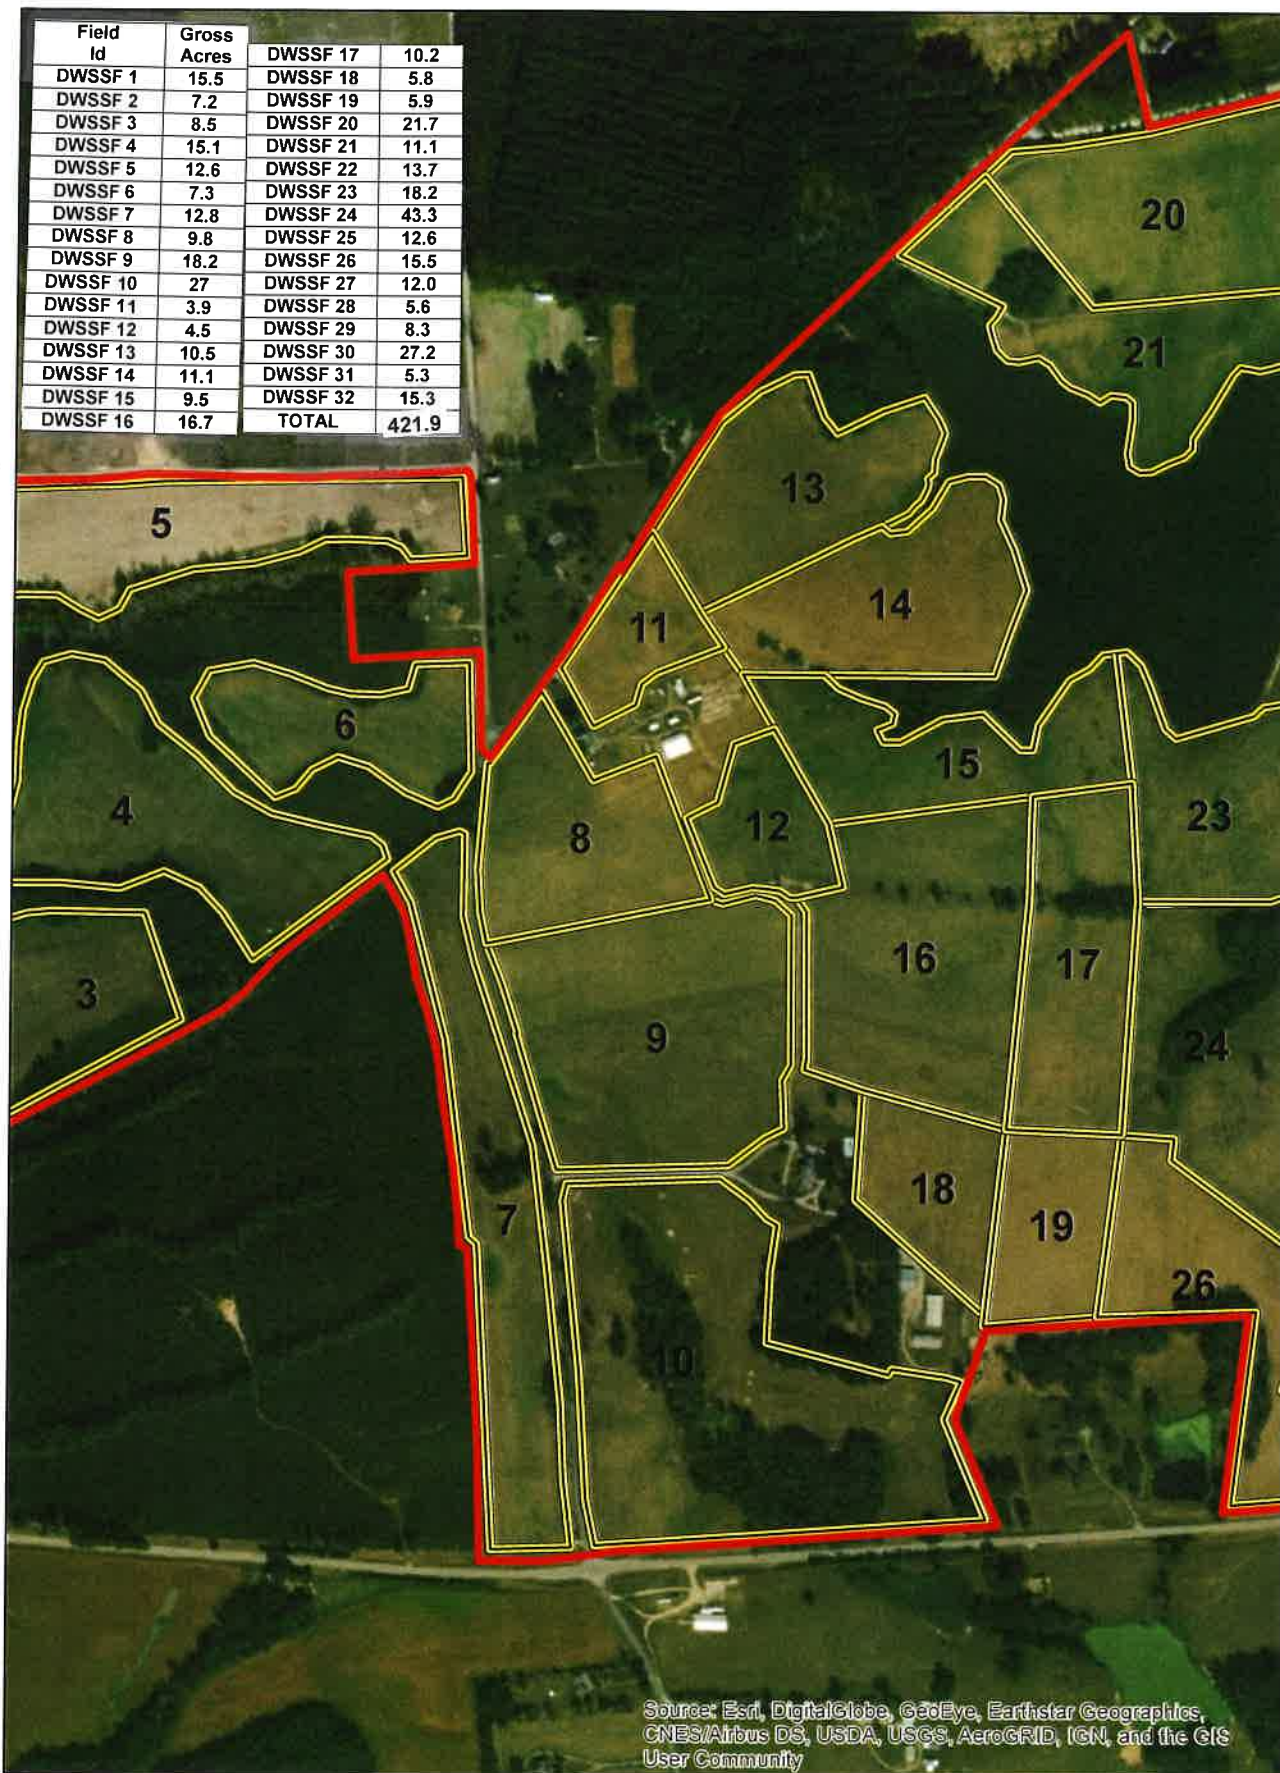 Field Id Gross Acres
DWSSF 1 15.5
DWSSF 2 7.2
DWSSF 3 8.5
DWSSF 4 15.1
DWSSF 5 12.6
DWSSF 6 7.3
DWSSF 7 12.8
DWSSF 8 9.8
DWSSF 9 18.2
DWSSF 10 27
DWSSF 11 3.9
DWSSF 12 4.5
DWSSF 13 10.5
DWSSF 14 11.1
DWSSF 15 9.5
DWSSF 16 16.7
DWSSF 17 10.2
DWSSF 18 5.8
DWSSF 19 5.9
DWSSF 20 21.7
DWSSF 21 11.1
DWSSF 22 13.7
DWSSF 23 18.2
DWSSF 24 43.3
DWSSF 25 12.6
DWSSF 26 15.5
DWSSF 27 12.0
DWSSF 28 5.6
DWSSF 29 8.3
DWSSF 30 27.2
DWSSF 31 5.3
DWSSF 32 15.3
TOTAL 421.9
20
21
13
5
14
11
6
15
4
23
12
8
16
17
3
9
24
18
7
19
26
10
Source: Esri, DigitalGlobe, GeoEye, Earthstar Geographics,
CNES/Airbus DS, USDA, USGS, AeroGRID, IGN, and the GIS
User Community